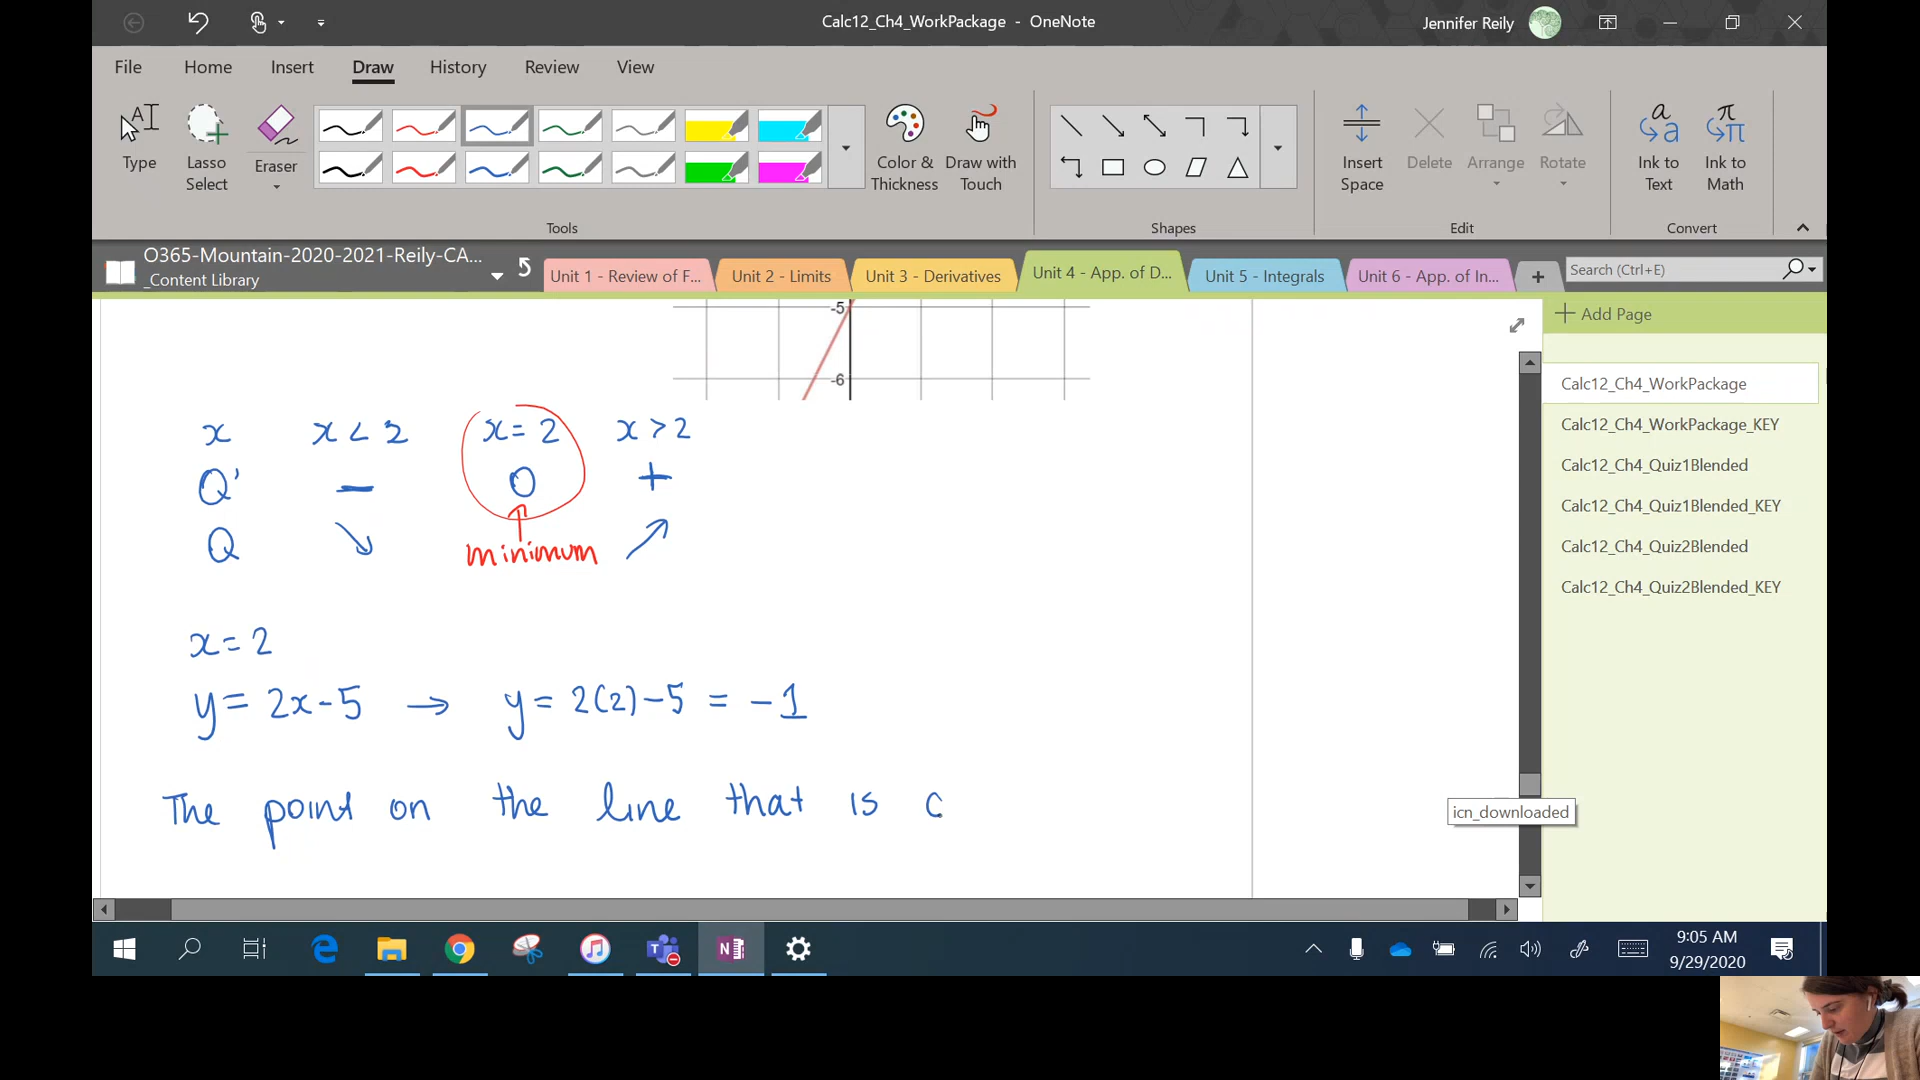 Calc12_Ch4_WorkPackage - OneNote
Jennifer Reily
File Home Insert Draw History Review View
Type
Lasso Select
Eraser
Color & Thickness
Draw with Touch
Insert Space
Delete
Arrange
Rotate
a a Ink to Text
π π Ink to Math
Tools Shapes Edit Convert
O365-Mountain-2020-2021-Reily-CA...
_Content Library
Unit 1 - Review of F... Unit 2 - Limits Unit 3 - Derivatives Unit 4 - App. of D... Unit 5 - Integrals Unit 6 - App. of In... +
Search (Ctrl+E)
Add Page
Calc12_Ch4_WorkPackage
Calc12_Ch4_WorkPackage_KEY
Calc12_Ch4_Quiz1Blended
Calc12_Ch4_Quiz1Blended_KEY
Calc12_Ch4_Quiz2Blended
Calc12_Ch4_Quiz2Blended_KEY
-5
-6
x x < 2 x = 2 x > 2
Q' − 0 +
Q ↘ minimum ↗
x = 2
y = 2x - 5 → y = 2(2) - 5 = -1
The point on the line that is c
icn_downloaded
9:05 AM
9/29/2020